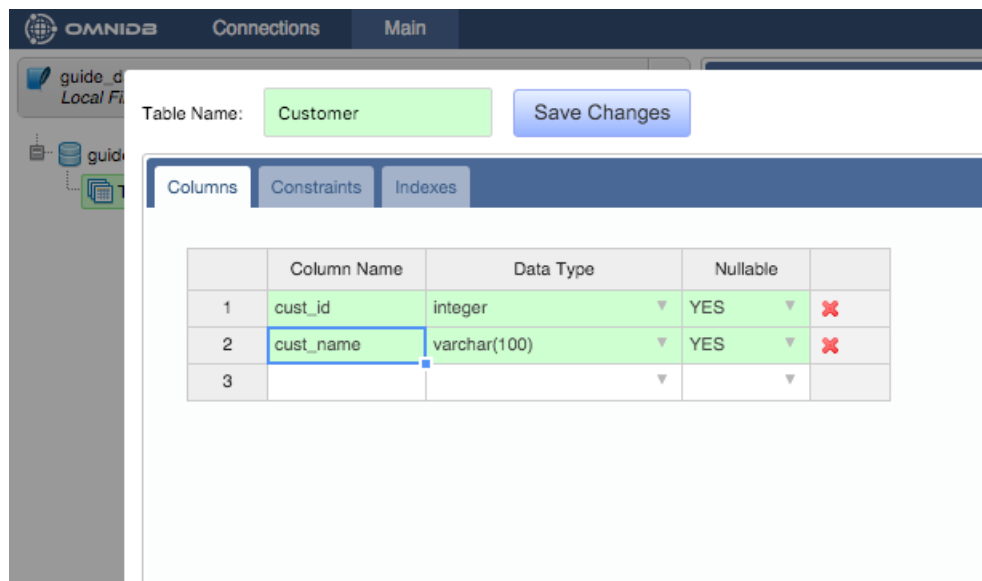 OMNIDB Connections Main
guide_d
Local Fi
Table Name: Customer Save Changes
guide
Columns Constraints Indexes
Column Name Data Type Nullable
1 cust_id integer YES
2 cust_name varchar(100) YES
3